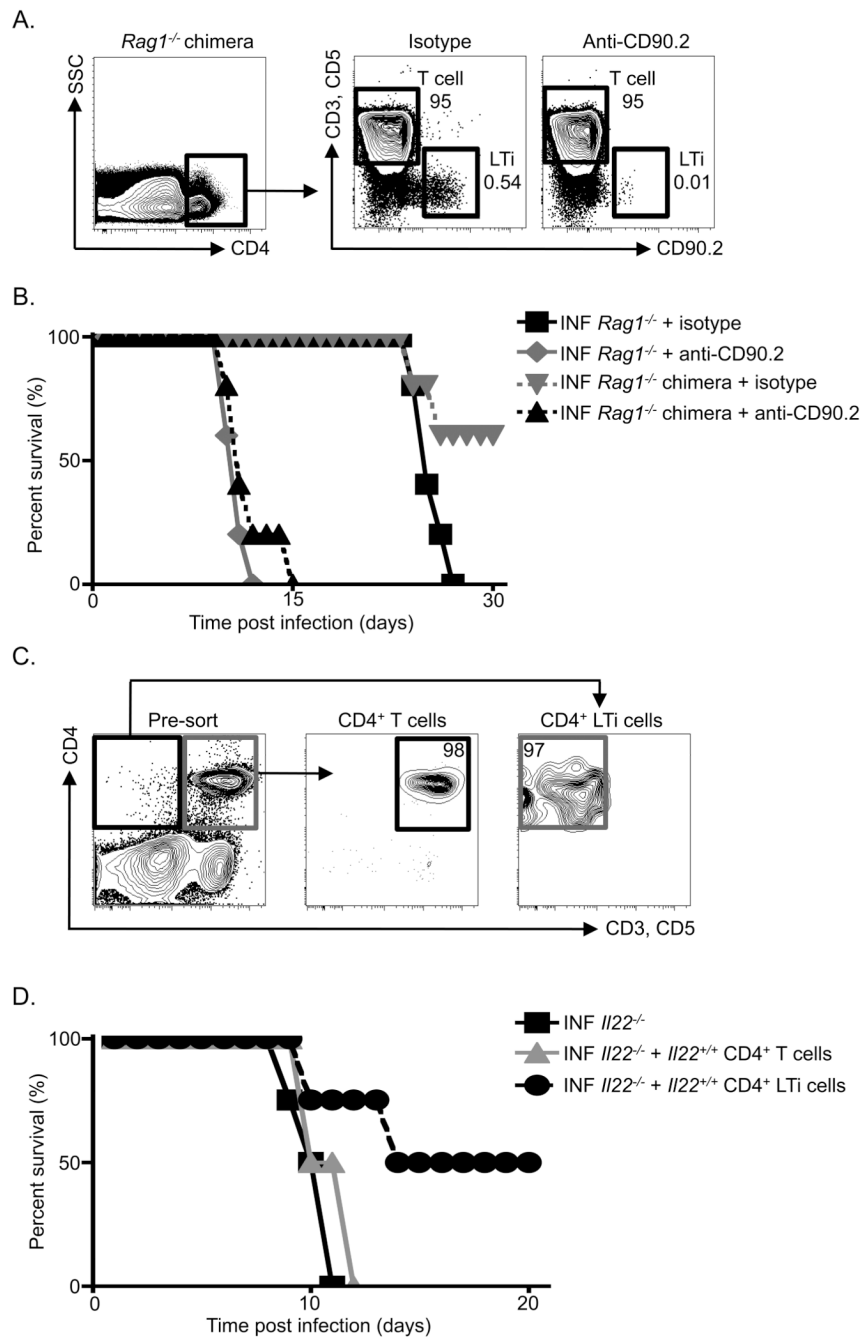 A.
Rag1-/- chimera
Isotype
Anti-CD90.2
SSC
CD4
CD3, CD5
T cell
95
LTi
0.54
T cell
95
LTi
0.01
CD90.2
B.
Percent survival (%)
100
50
0
0
15
30
Time post infection (days)
INF Rag1-/- + isotype
INF Rag1-/- + anti-CD90.2
INF Rag1-/- chimera + isotype
INF Rag1-/- chimera + anti-CD90.2
C.
Pre-sort
CD4+ T cells
CD4+ LTi cells
CD4
98
97
CD3, CD5
D.
Percent survival (%)
100
50
0
0
10
20
Time post infection (days)
INF Il22-/-
INF Il22-/- + Il22+/+ CD4+ T cells
INF Il22-/- + Il22+/+ CD4+ LTi cells